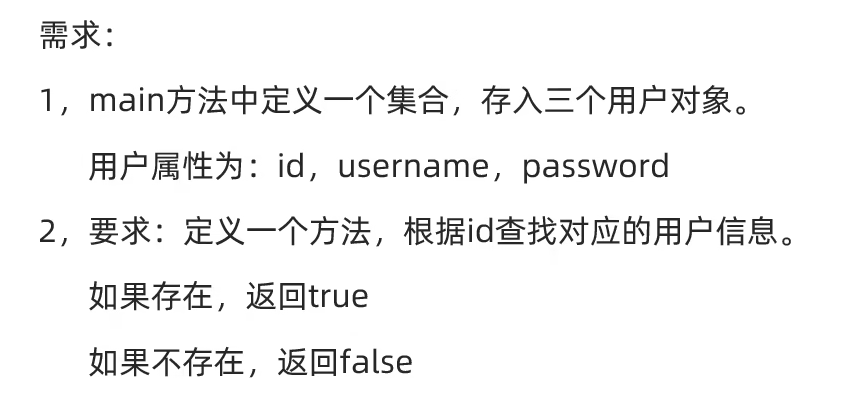 需求：
1，main方法中定义一个集合，存入三个用户对象。
用户属性为：id，username，password
2，要求：定义一个方法，根据id查找对应的用户信息。
如果存在，返回true
如果不存在，返回false